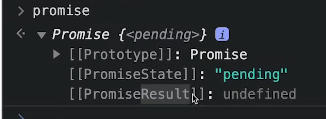 > promise
Promise {<pending>} i
[[Prototype]]: Promise
[[PromiseState]]: "pending"
[[PromiseResult]]: undefined
>